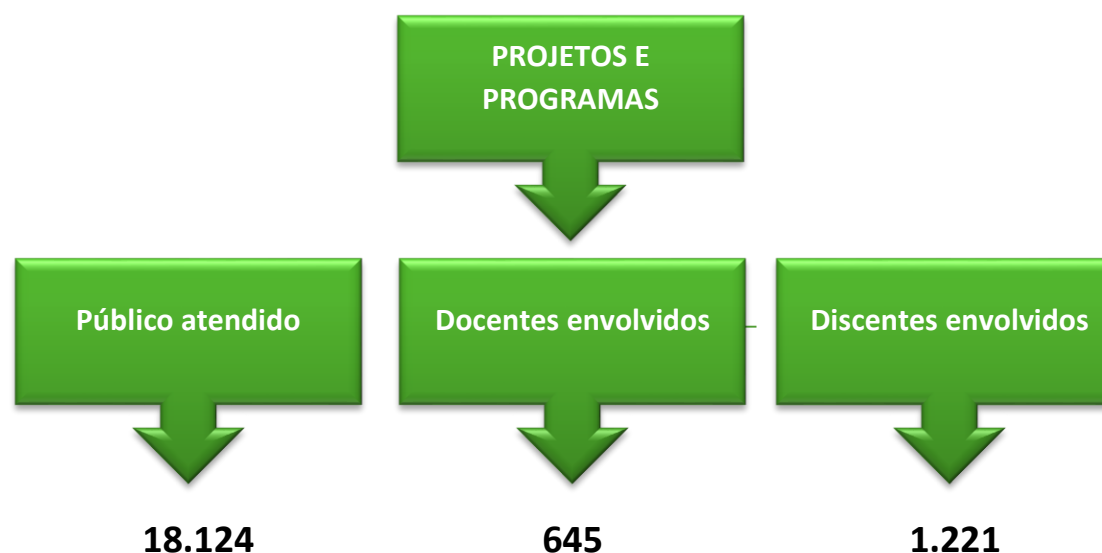 PROJETOS E
PROGRAMAS
Público atendido
Docentes envolvidos
Discentes envolvidos
18.124
645
1.221